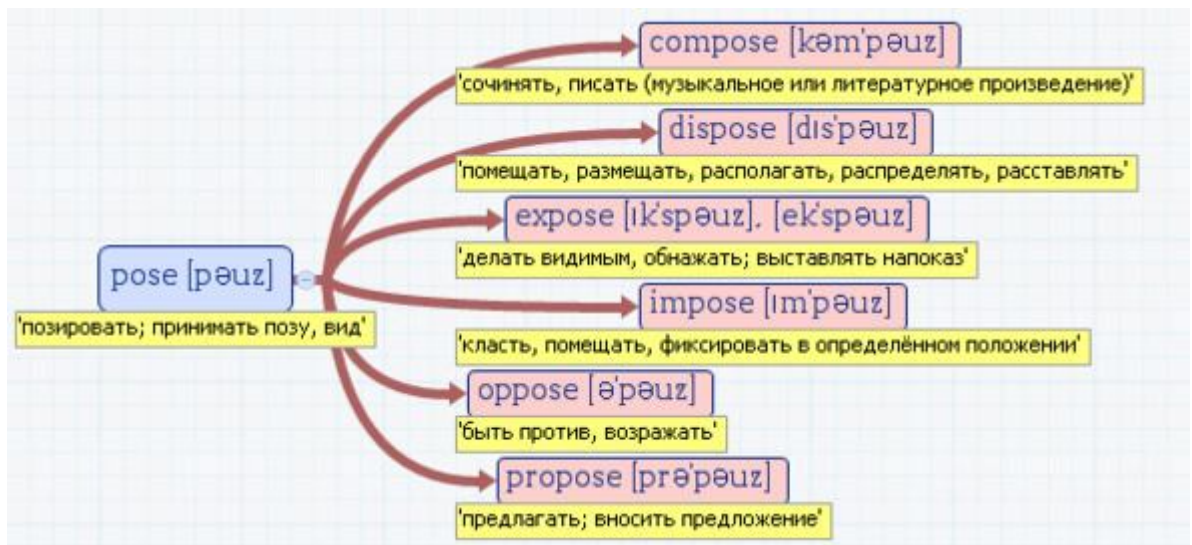 compose [kəm'pəuz]
'сочинять, писать (музыкальное или литературное произведение)'
dispose [dɪs'pəuz]
'помещать, размещать, располагать, распределять, расставлять'
expose [ɪk'spəuz], [ek'spəuz]
'делать видимым, обнажать; выставлять напоказ'
pose [pəuz]
'позировать; принимать позу, вид'
impose [ɪm'pəuz]
'класть, помещать, фиксировать в определённом положении'
oppose [ə'pəuz]
'быть против, возражать'
propose [prə'pəuz]
'предлагать; вносить предложение'